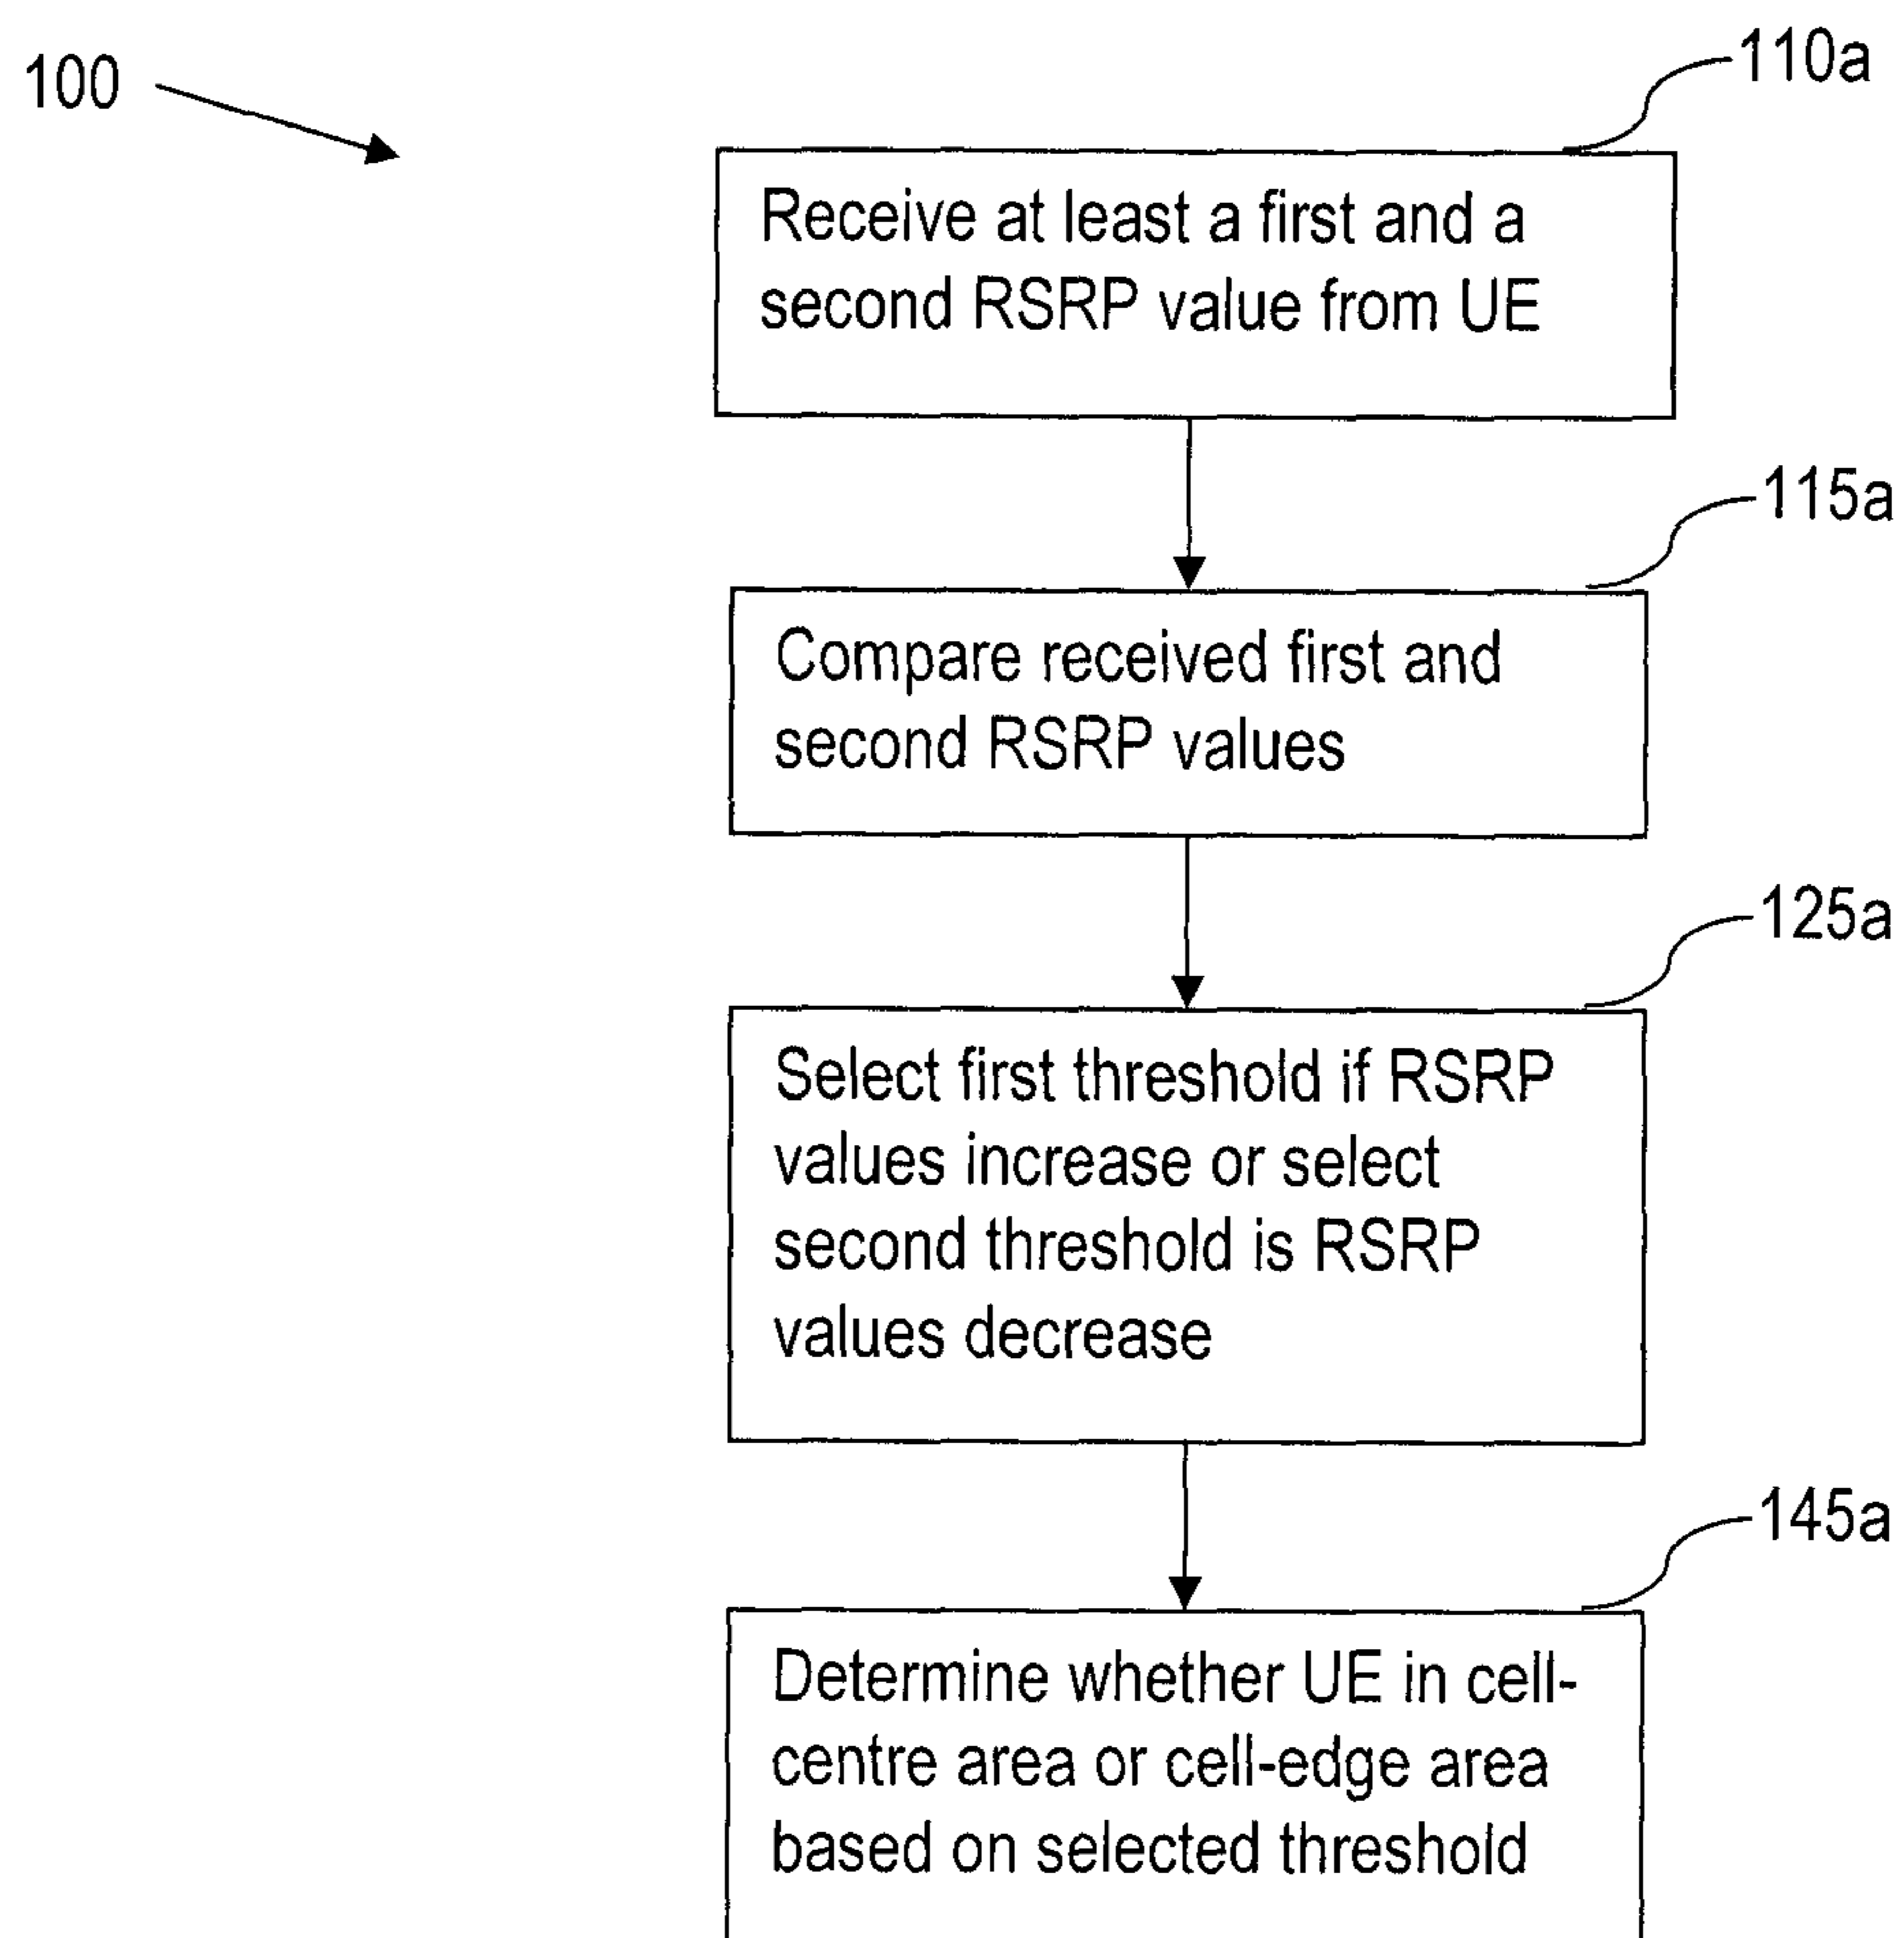 100
110a
Receive at least a first and a
second RSRP value from UE
115a
Compare received first and
second RSRP values
125a
Select first threshold if RSRP
values increase or select
second threshold is RSRP
values decrease
145a
Determine whether UE in cell-
centre area or cell-edge area
based on selected threshold